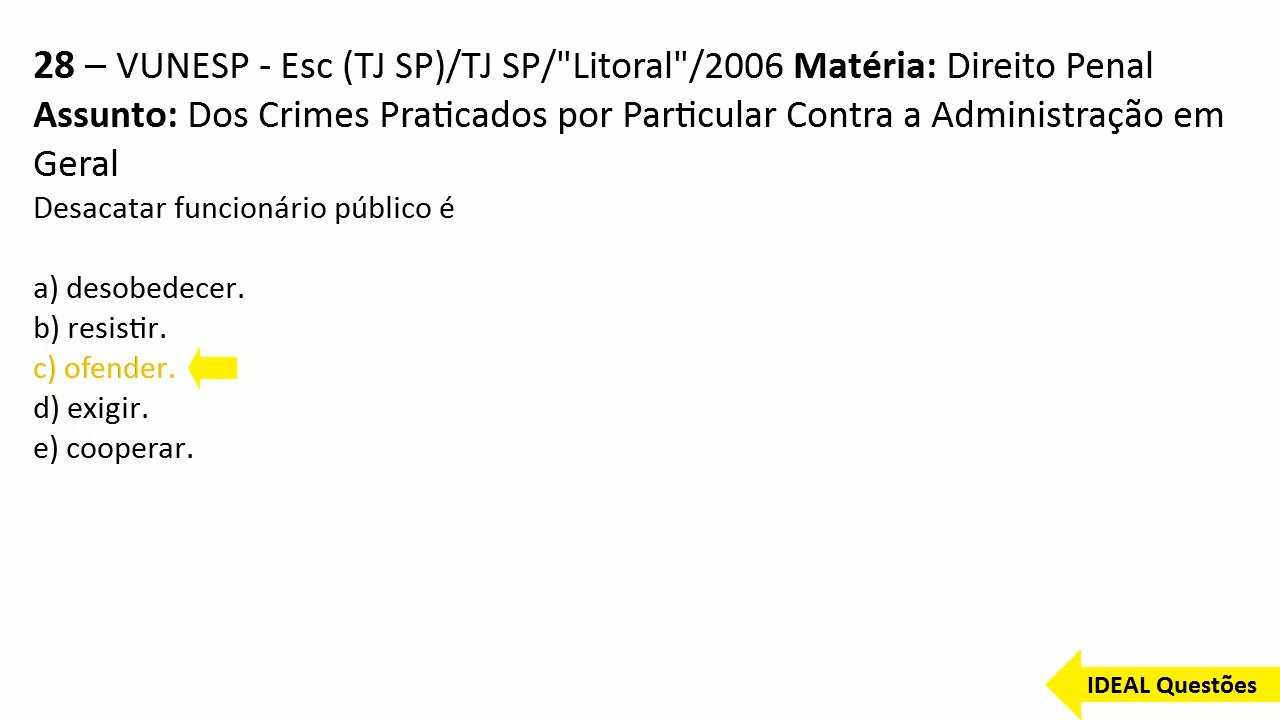 28 – VUNESP - Esc (TJ SP)/TJ SP/"Litoral"/2006 Matéria: Direito Penal
Assunto: Dos Crimes Praticados por Particular Contra a Administração em
Geral
Desacatar funcionário público é
a) desobedecer.
b) resistir.
c) ofender.
d) exigir.
e) cooperar.
IDEAL Questões